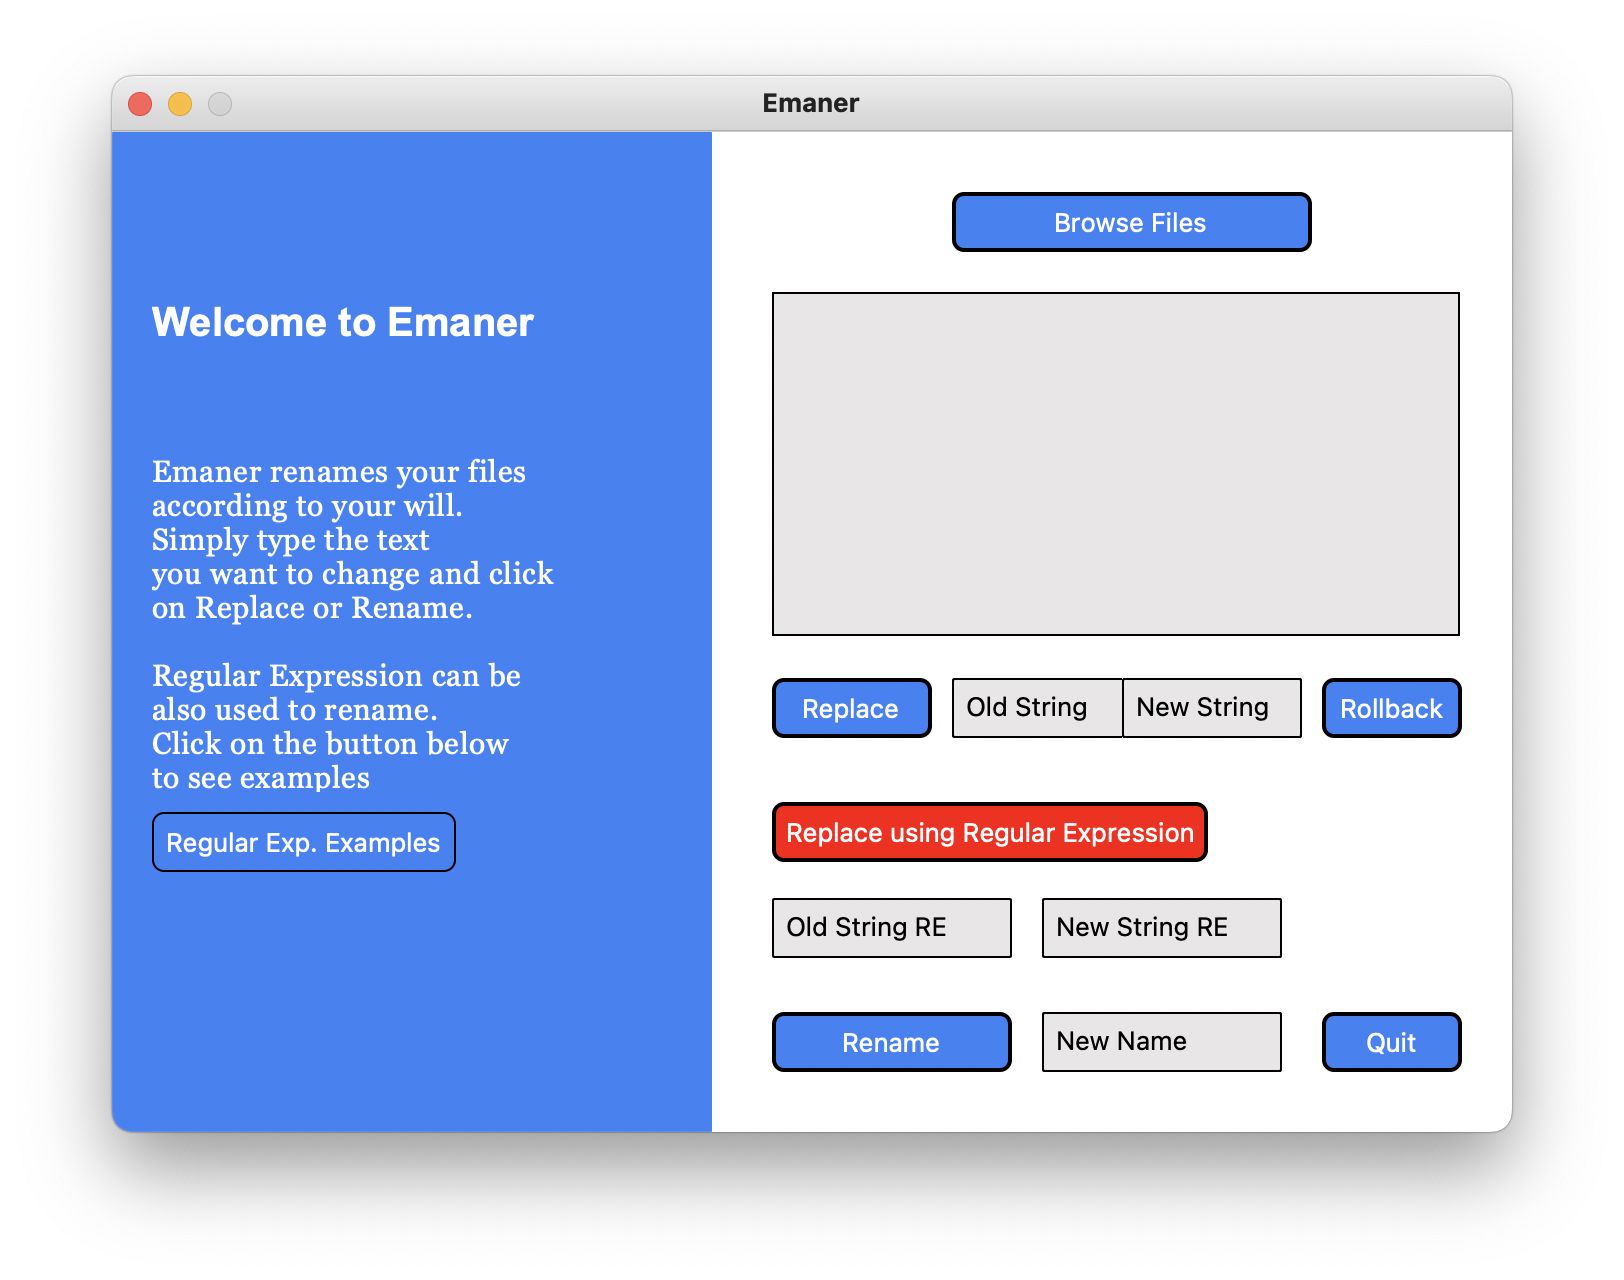 Emaner
Welcome to Emaner
Emaner renames your files
according to your will.
Simply type the text
you want to change and click
on Replace or Rename.
Regular Expression can be
also used to rename.
Click on the button below
to see examples
Regular Exp. Examples
Browse Files
Replace
Old String
New String
Rollback
Replace using Regular Expression
Old String RE
New String RE
Rename
New Name
Quit